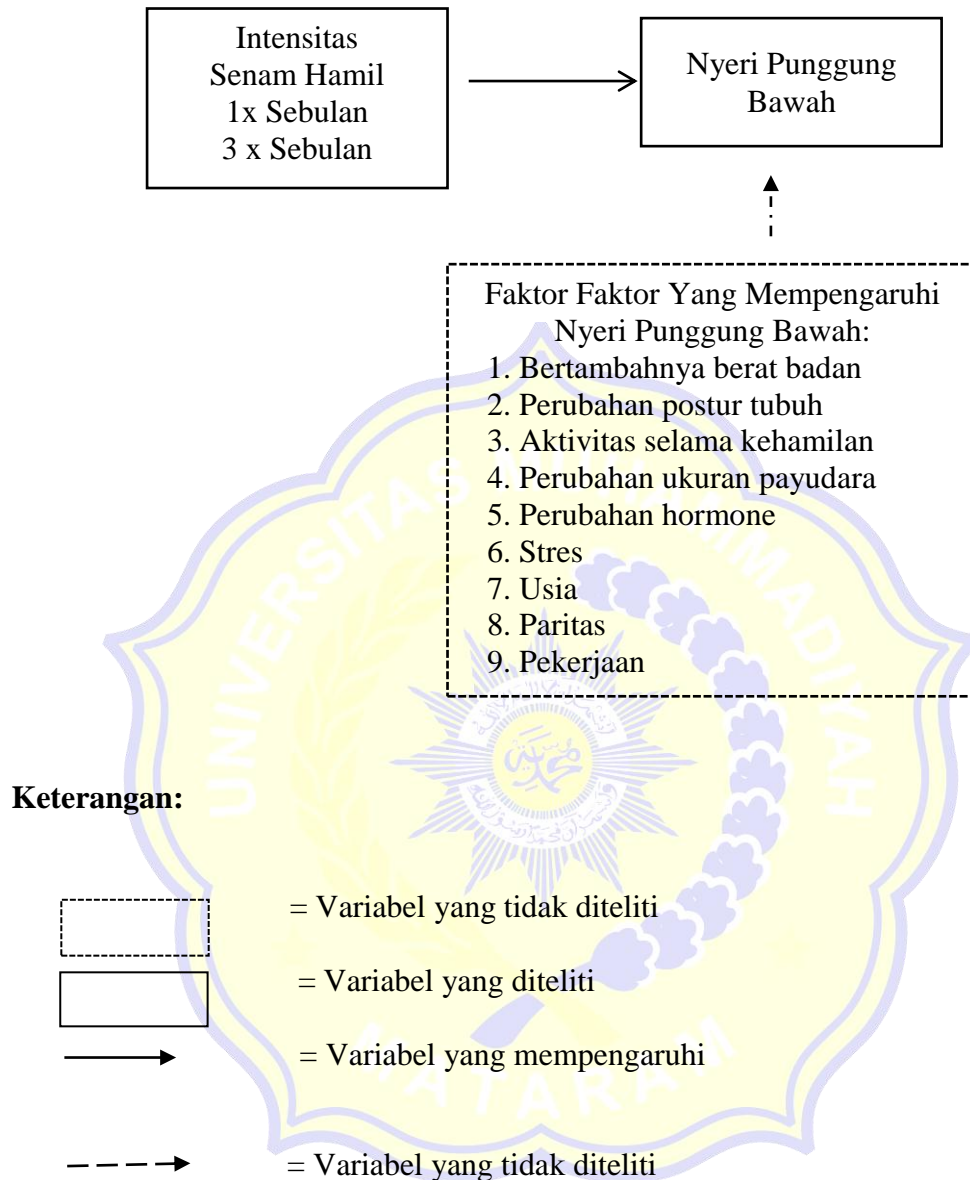 Intensitas
Senam Hamil
1x Sebulan
3 x Sebulan
Nyeri Punggung
Bawah
Faktor Faktor Yang Mempengaruhi
Nyeri Punggung Bawah:
1. Bertambahnya berat badan
2. Perubahan postur tubuh
3. Aktivitas selama kehamilan
4. Perubahan ukuran payudara
5. Perubahan hormone
6. Stres
7. Usia
8. Paritas
9. Pekerjaan
UNIVERSITAS MUHAMMADIYAH
MATARAM
Keterangan:
= Variabel yang tidak diteliti
= Variabel yang diteliti
= Variabel yang mempengaruhi
= Variabel yang tidak diteliti